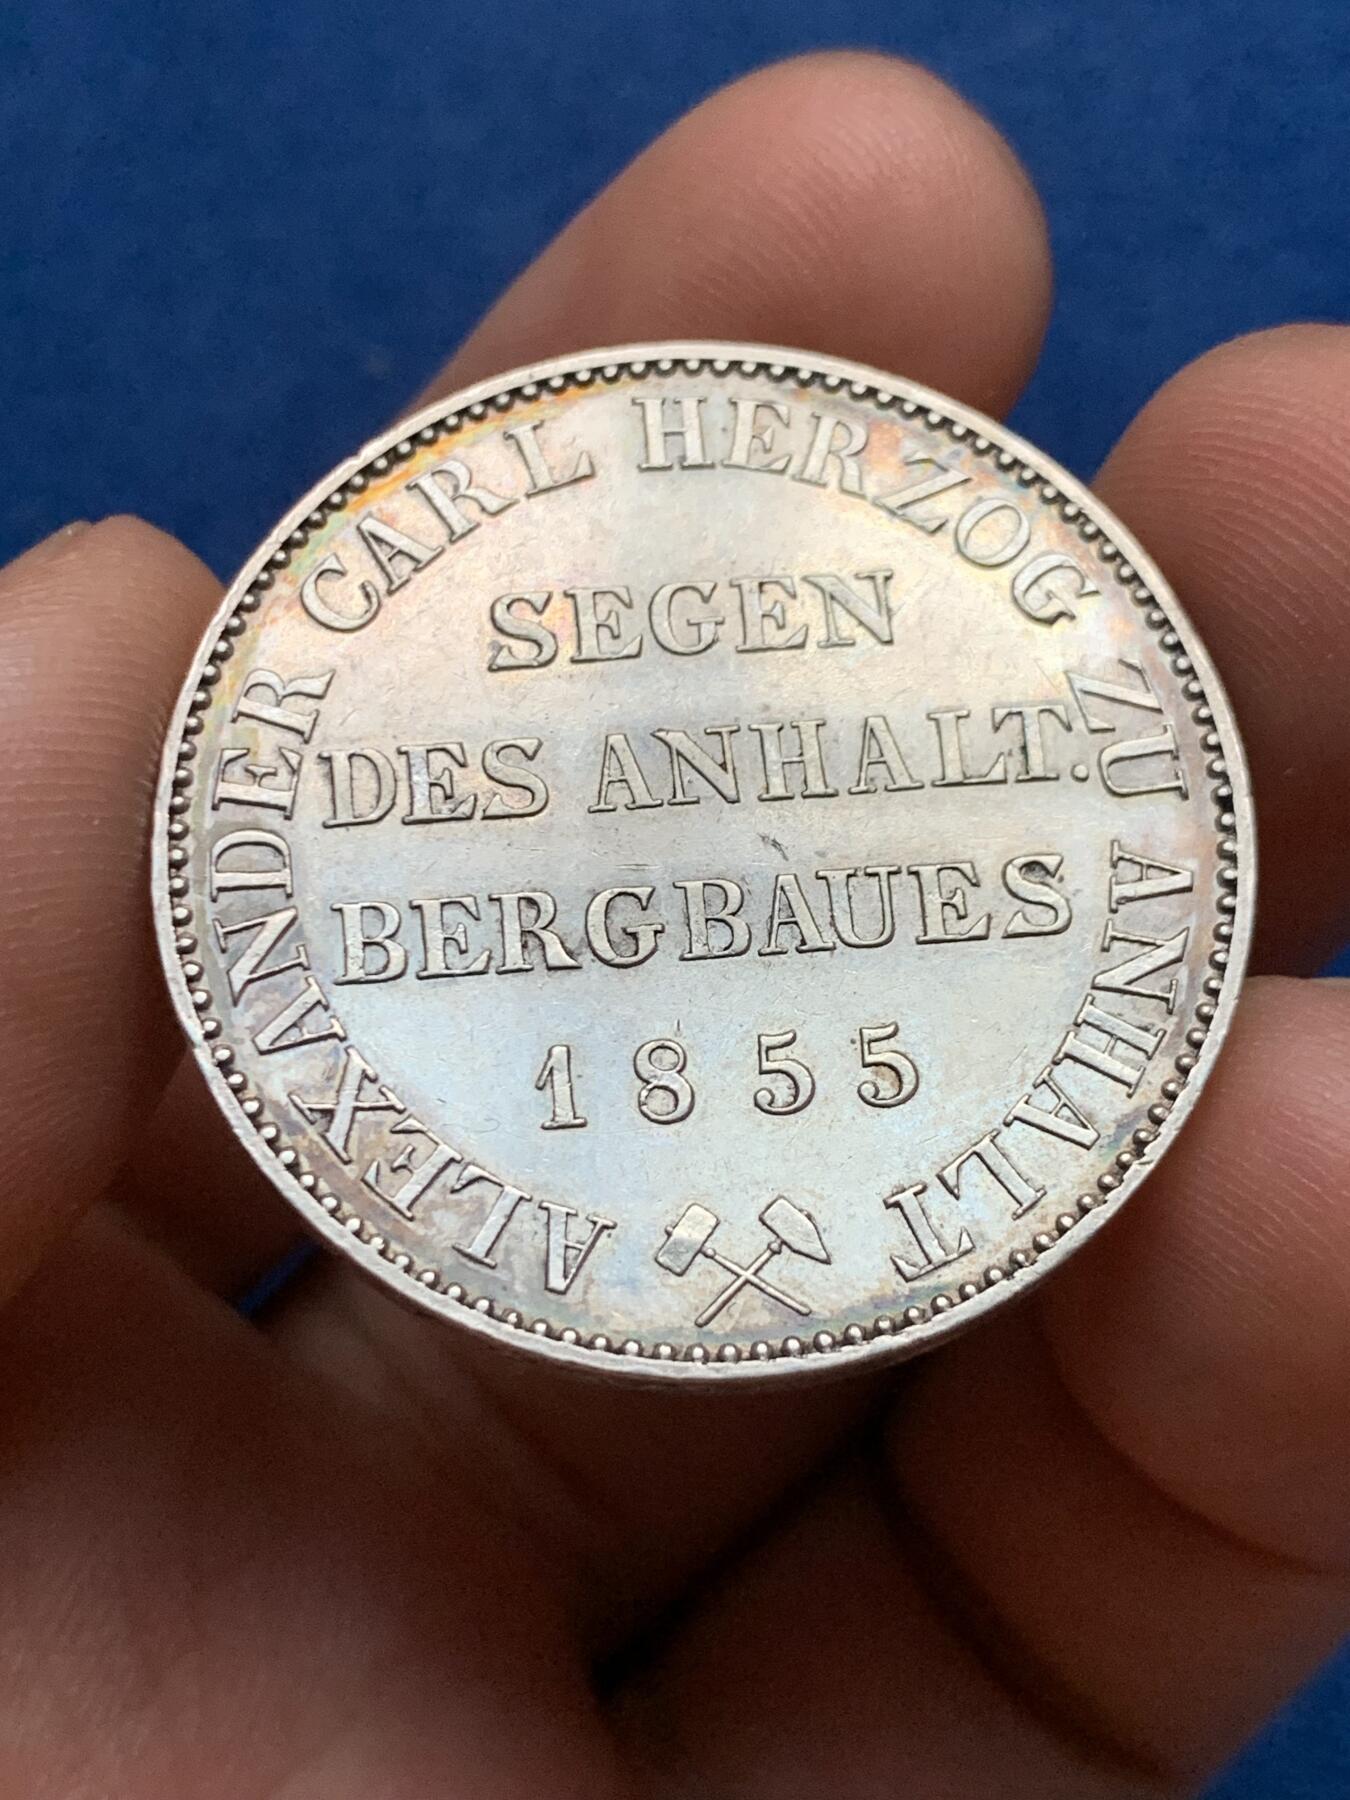 ALEXANDER CARL HERZOG ZU ANHALT
SEGEN
DES ANHALT.
BERGBAUES
1855